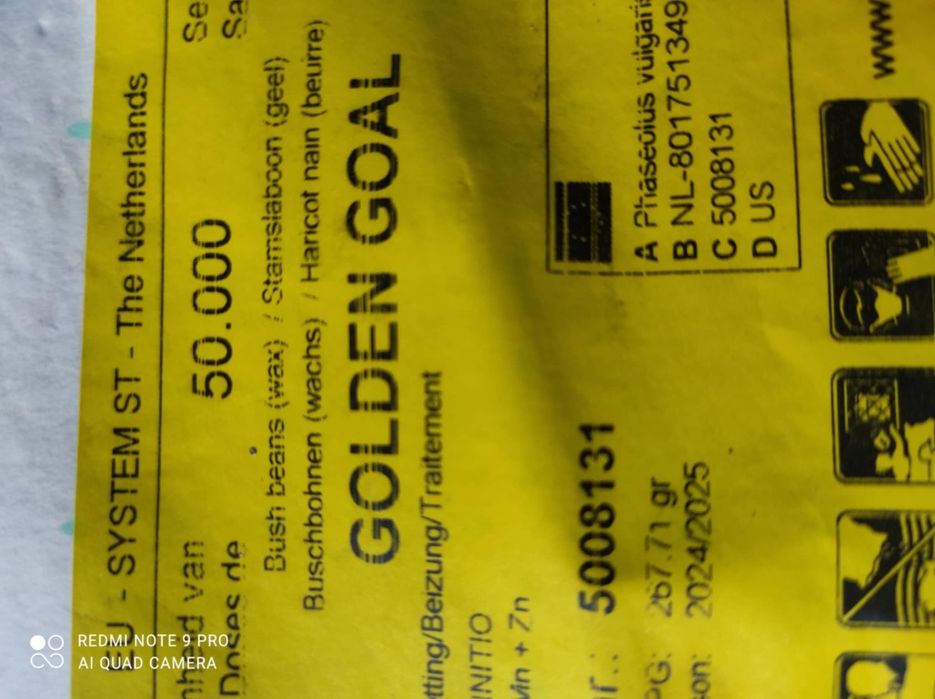 EU - SYSTEM ST - The Netherlands
Se
nheid van
50.000
Sa
Doses de
Bush beans (wax) / Stamslaboon (geel)
Buschbohnen (wachs) / Haricot nain (beurre)
GOLDEN GOAL
tting/Beizung/Traitement
INITIO
Mn + Zn
r.: 5008131
PG: 267.71 gr
on: 2024/2025
A Phaseolus vulgaris
B NL-801751349
C 5008131
D US
www
REDMI NOTE 9 PRO
AI QUAD CAMERA